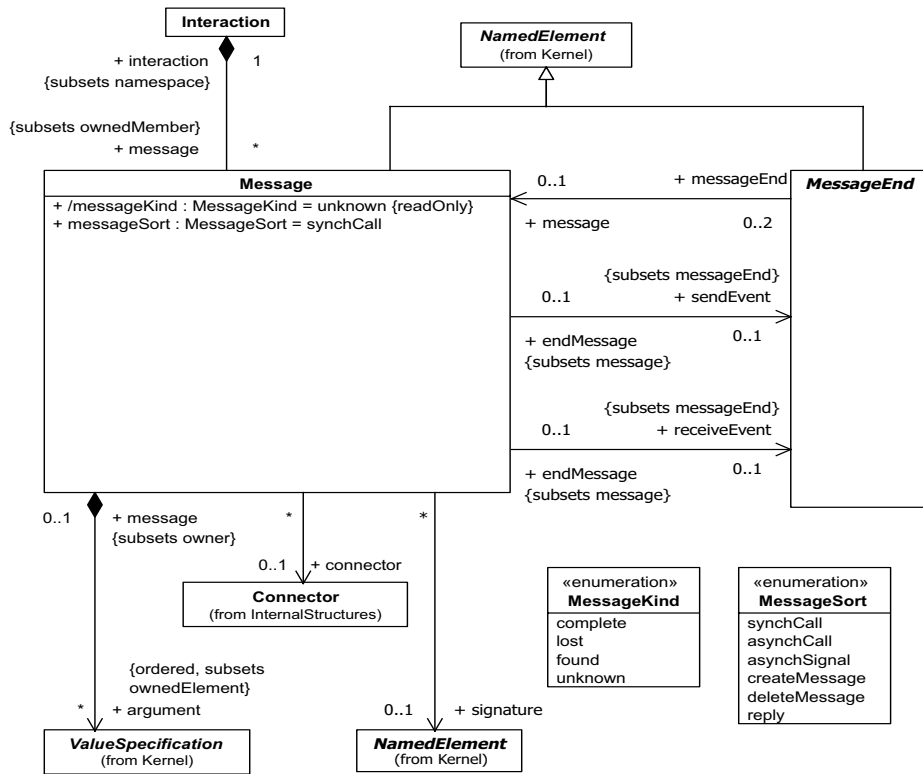 Interaction
+ interaction 1
{subsets namespace}
{subsets ownedMember}
+ message *
NamedElement
(from Kernel)
Message
+ /messageKind : MessageKind = unknown {readOnly}
+ messageSort : MessageSort = synchCall
MessageEnd
0..1 + messageEnd
+ message 0..2
{subsets messageEnd}
0..1 + sendEvent
+ endMessage 0..1
{subsets message}
{subsets messageEnd}
0..1 + receiveEvent
+ endMessage 0..1
{subsets message}
0..1 + message * *
{subsets owner}
0..1 + connector
Connector
(from InternalStructures)
{ordered, subsets
ownedElement}
* + argument
ValueSpecification
(from Kernel)
0..1 + signature
NamedElement
(from Kernel)
«enumeration»
MessageKind
complete
lost
found
unknown
«enumeration»
MessageSort
synchCall
asynchCall
asynchSignal
createMessage
deleteMessage
reply